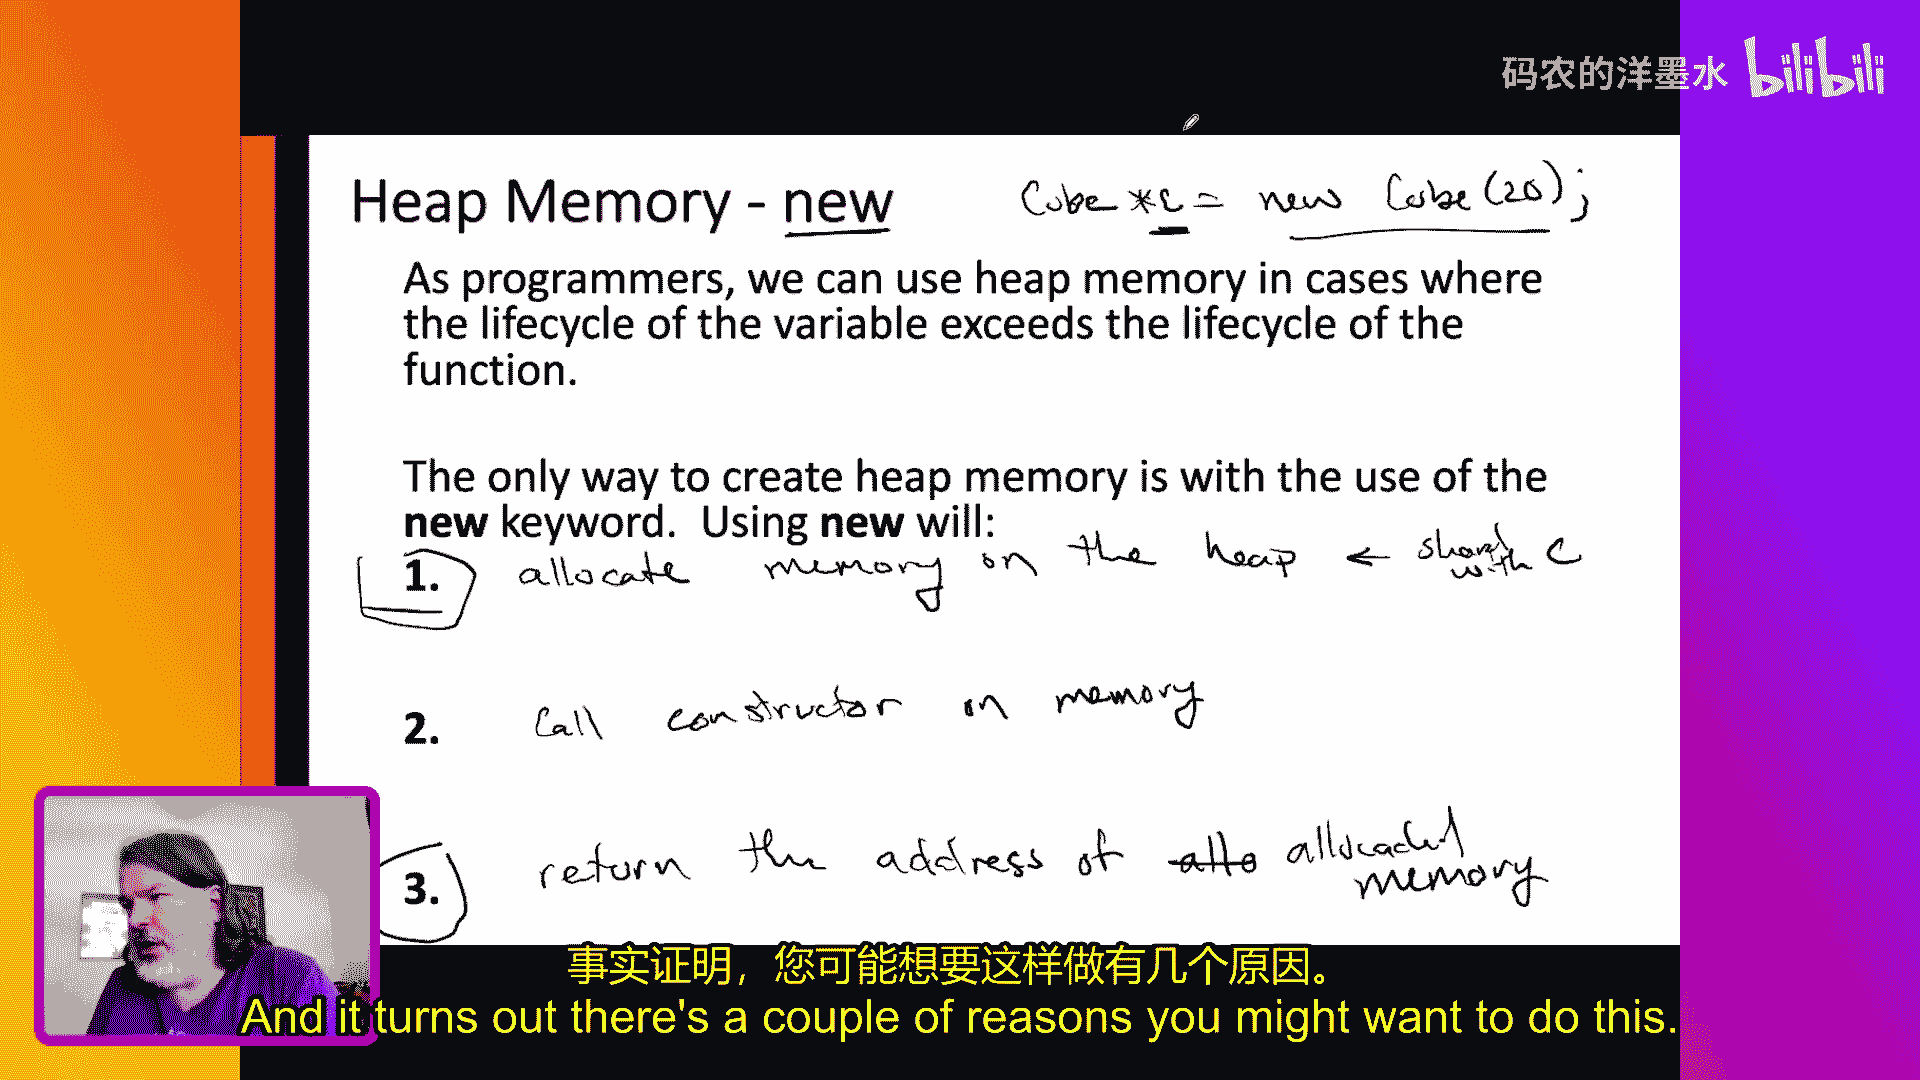 码农的洋墨水 bilibili
Heap Memory - new
Cube *c = new Cube(20);
As programmers, we can use heap memory in cases where
the lifecycle of the variable exceeds the lifecycle of the
function.
The only way to create heap memory is with the use of the
new keyword. Using new will:
1. allocate memory on the heap ← shared with C
2. Call constructor on memory
3. return the address of allo allocated
memory
事实证明，您可能想要这样做有几个原因。
And it turns out there's a couple of reasons you might want to do this.